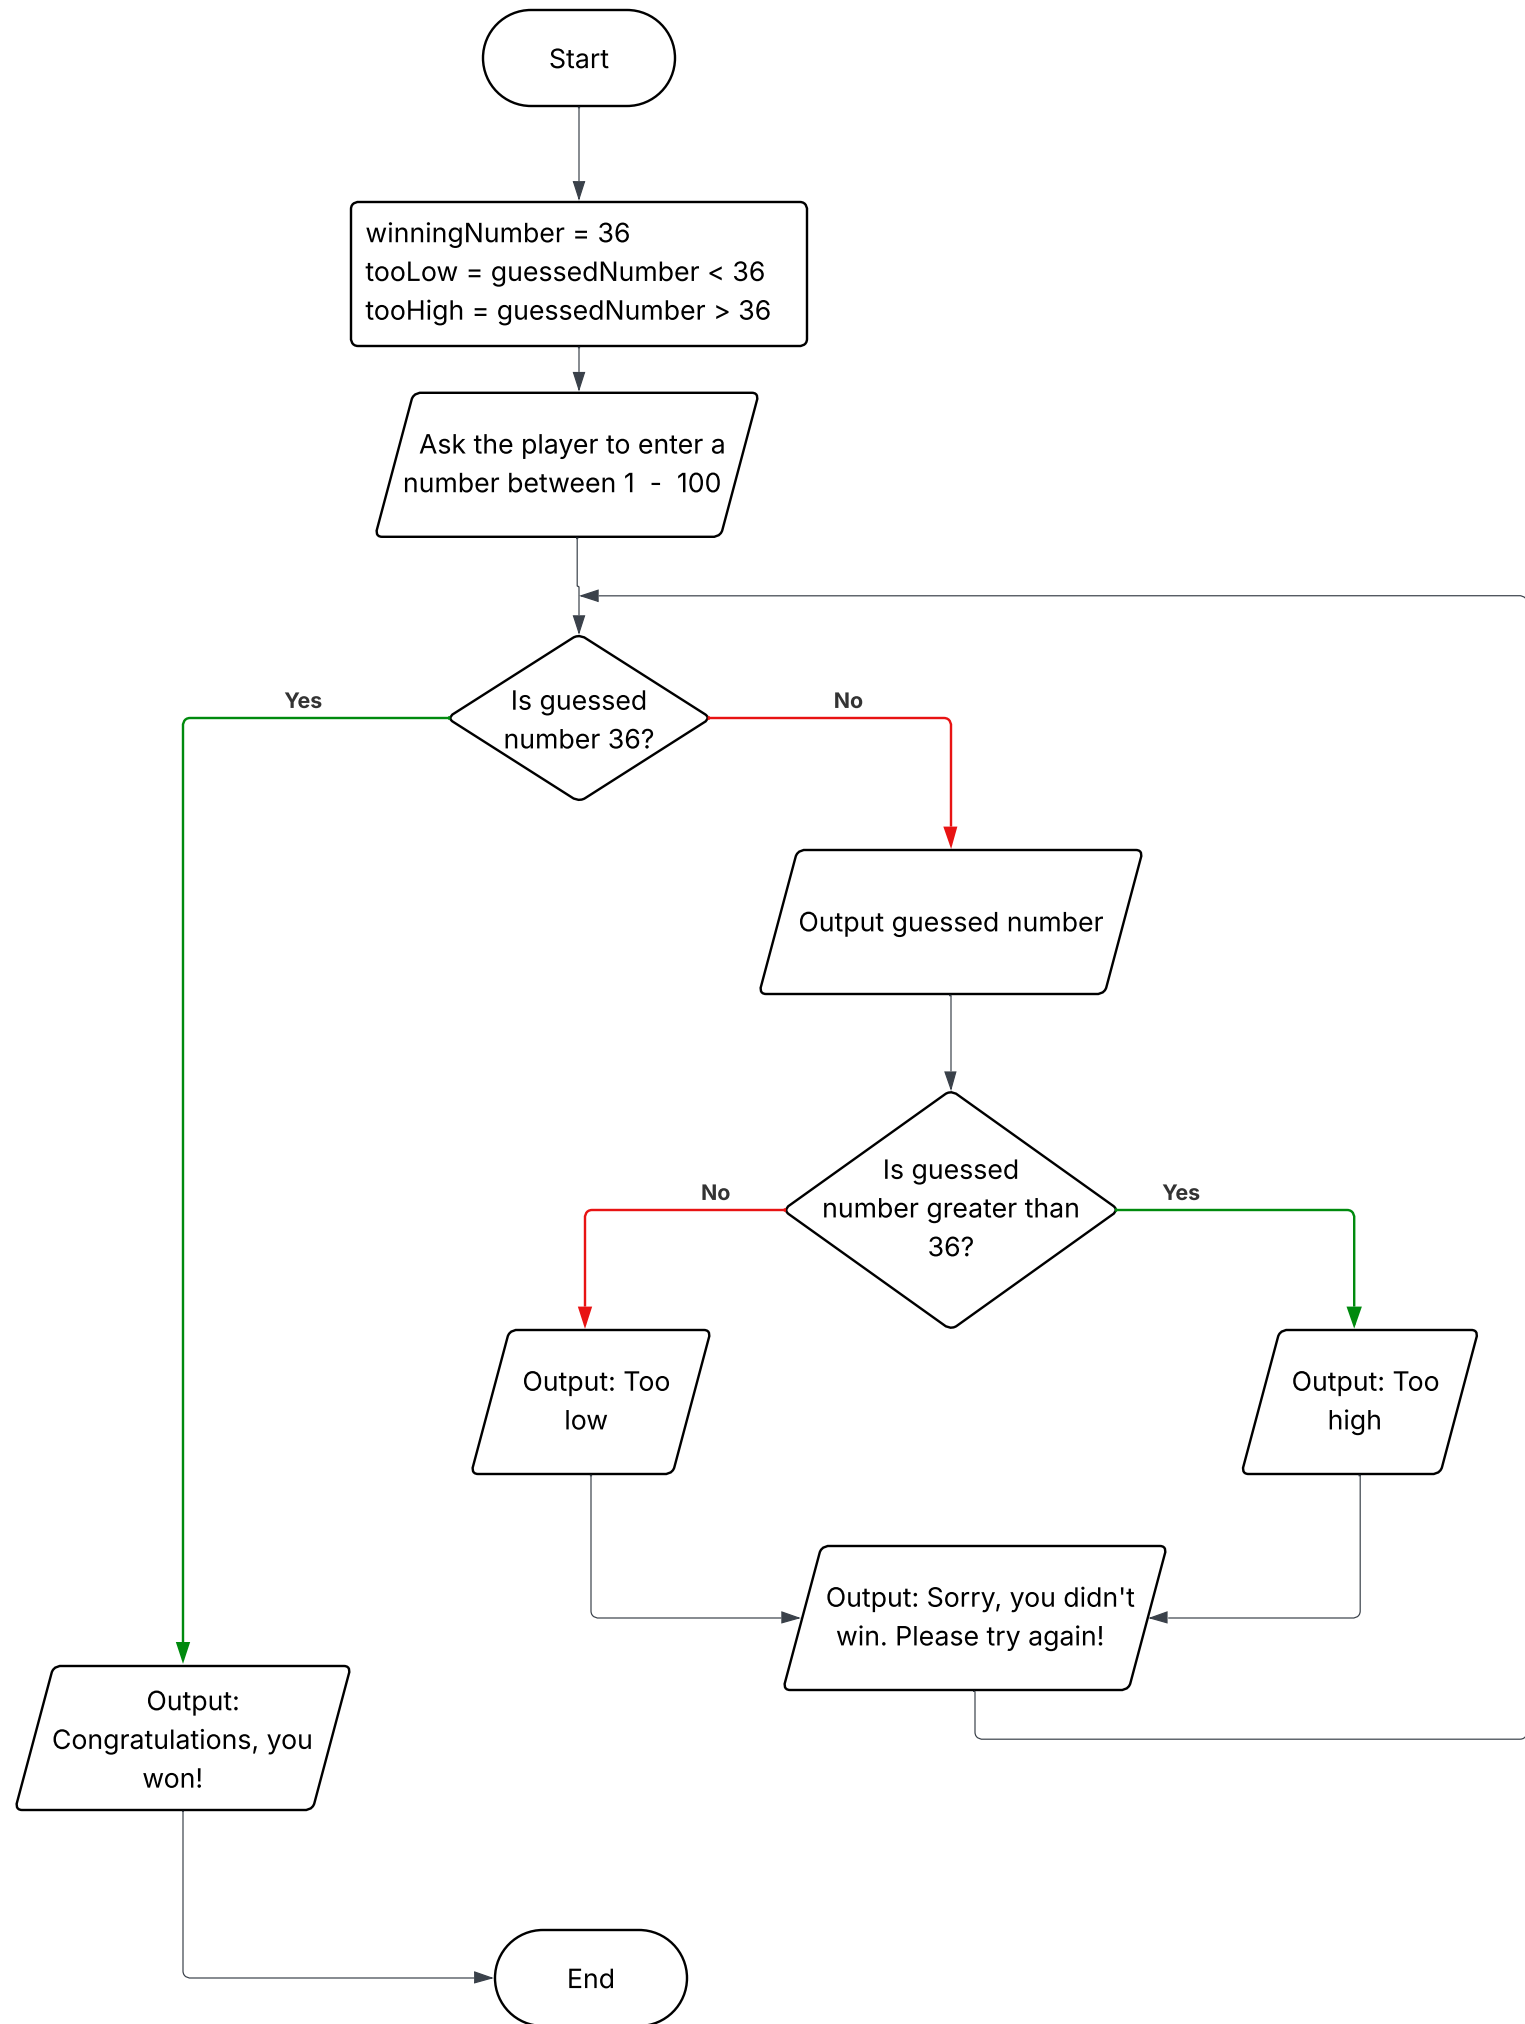 Start
winningNumber = 36
tooLow = guessedNumber < 36
tooHigh = guessedNumber > 36
Ask the player to enter a
number between 1 - 100
Is guessed
number 36?
Yes
No
Output guessed number
Is guessed
number greater than
36?
No
Yes
Output: Too
low
Output: Too
high
Output: Sorry, you didn't
win. Please try again!
Output:
Congratulations, you
won!
End